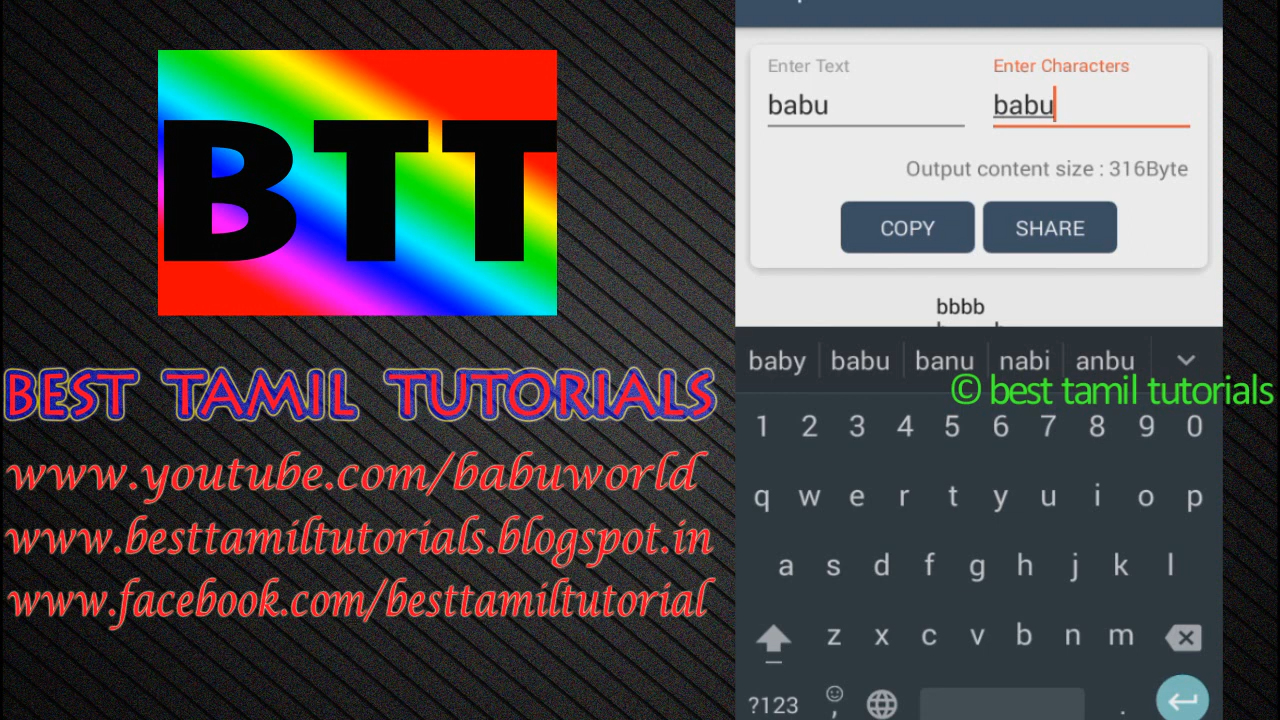 BTT
BEST TAMIL TUTORIALS
www.youtube.com/babuworld
www.besttamiltutorials.blogspot.in
www.facebook.com/besttamiltutorial
Enter Text
Enter Characters
babu
babu
Output content size : 316Byte
COPY
SHARE
bbbb
baby babu banu nabi anbu
© best tamil tutorials
1 2 3 4 5 6 7 8 9 0
q w e r t y u i o p
a s d f g h j k l
z x c v b n m
?123 , .